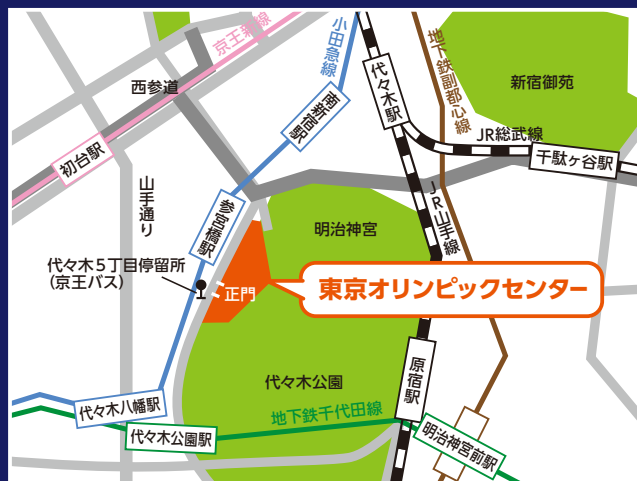 京王新線
小田急線
地下鉄副都心線
西参道
代々木駅
新宿御苑
南新宿駅
JR総武線
千駄ヶ谷駅
初台駅
山手通り
参宮橋駅
明治神宮
JR山手線
代々木5丁目停留所
(京王バス)
正門
東京オリンピックセンター
原宿駅
代々木公園
代々木八幡駅
地下鉄千代田線
代々木公園駅
明治神宮前駅